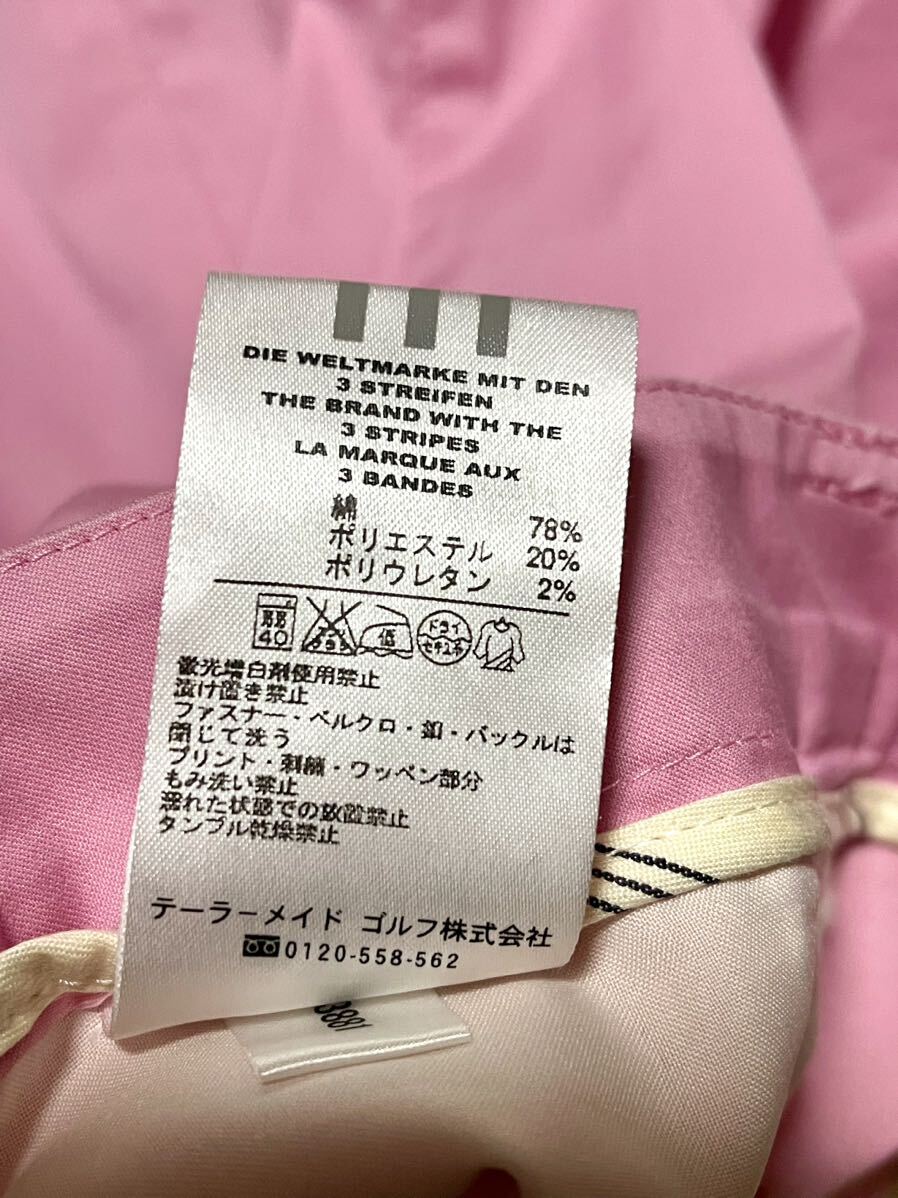 DIE WELTMARKE MIT DEN
3 STREIFEN
THE BRAND WITH THE
3 STRIPES
LA MARQUE AUX
3 BANDES
綿 78%
ポリエステル 20%
ポリウレタン 2%
40 低 ドライ
蛍光増白剤使用禁止
漬け置き禁止
ファスナー・ベルクロ・釦・バックルは
閉じて洗う
プリント・刺繍・ワッペン部分
もみ洗い禁止
濡れた状態での放置禁止
タンブル乾燥禁止
テーラーメイド ゴルフ株式会社
0120-558-562